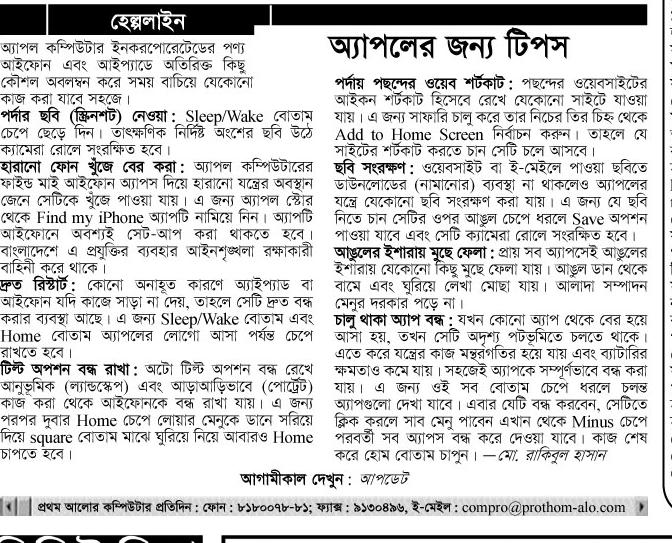 হেল্পলাইন
অ্যাপলের জন্য টিপস
অ্যাপল কম্পিউটার ইনকরপোরেটেডের পণ্য
আইফোন এবং আইপ্যাডে অতিরিক্ত কিছু
কৌশল অবলম্বন করে সময় বাচিয়ে যেকোনো
কাজ করা যাবে সহজে।
পর্দার ছবি (স্ক্রিনশট) নেওয়া : Sleep/Wake বোতাম
চেপে ছেড়ে দিন। তাৎক্ষণিক নির্দিষ্ট অংশের ছবি উঠে
ক্যামেরা রোলে সংরক্ষিত হবে।
হারানো ফোন খুঁজে বের করা : অ্যাপল কম্পিউটারের
ফাইন্ড মাই আইফোন অ্যাপস দিয়ে হারানো যন্ত্রের অবস্থান
জেনে সেটিকে খুঁজে পাওয়া যায়। এ জন্য অ্যাপল স্টোর
থেকে Find my iPhone অ্যাপটি নামিয়ে নিন। অ্যাপটি
আইফোনে অবশ্যই সেট-আপ করা থাকতে হবে।
বাংলাদেশে এ প্রযুক্তির ব্যবহার আইনশৃঙ্খলা রক্ষাকারী
বাহিনী করে থাকে।
দ্রুত রিস্টার্ট : কোনো অনাহূত কারণে আইপ্যাড বা
আইফোন যদি কাজে সাড়া না দেয়, তাহলে সেটি দ্রুত বন্ধ
করার ব্যবস্থা আছে। এ জন্য Sleep/Wake বোতাম এবং
Home বোতাম অ্যাপলের লোগো আসা পর্যন্ত চেপে
রাখতে হবে।
টিল্ট অপশন বন্ধ রাখা : অটো টিল্ট অপশন বন্ধ রেখে
আনুভূমিক (ল্যান্ডস্কেপ) এবং আড়াআড়িভাবে (পোর্ট্রেট)
কাজ করা থেকে আইফোনকে বন্ধ রাখা যায়। এ জন্য
পরপর দুবার Home চেপে লোয়ার মেনুকে ডানে সরিয়ে
দিয়ে square বোতাম মাঝে ঘুরিয়ে নিয়ে আবারও Home
চাপতে হবে।
পর্দায় পছন্দের ওয়েব শর্টকাট : পছন্দের ওয়েবসাইটের
আইকন শর্টকাট হিসেবে রেখে যেকোনো সাইটে যাওয়া
যায়। এ জন্য সাফারি চালু করে তার নিচের তির চিহ্ন থেকে
Add to Home Screen নির্বাচন করুন। তাহলে যে
সাইটের শর্টকাট করতে চান সেটি চলে আসবে।
ছবি সংরক্ষণ : ওয়েবসাইট বা ই-মেইলে পাওয়া ছবিতে
ডাউনলোডের (নামানোর) ব্যবস্থা না থাকলেও অ্যাপলের
যন্ত্রে যেকোনো ছবি সংরক্ষণ করা যায়। এ জন্য যে ছবি
নিতে চান সেটির ওপর আঙুল চেপে ধরলে Save অপশন
পাওয়া যাবে এবং সেটি ক্যামেরা রোলে সংরক্ষিত হবে।
আঙুলের ইশারায় মুছে ফেলা : প্রায় সব অ্যাপসেই আঙুলের
ইশারায় যেকোনো কিছু মুছে ফেলা যায়। আঙুল ডান থেকে
বামে এবং ঘুরিয়ে লেখা মোছা যায়। আলাদা সম্পাদন
মেনুর দরকার পড়ে না।
চালু থাকা অ্যাপ বন্ধ : যখন কোনো অ্যাপ থেকে বের হয়ে
আসা হয়, তখন সেটি অদৃশ্য পটভূমিতে চলতে থাকে।
এতে করে যন্ত্রের কাজ মন্থরগতির হয়ে যায় এবং ব্যাটারির
ক্ষমতাও কমে যায়। সহজেই অ্যাপকে সম্পূর্ণভাবে বন্ধ করা
যায়। এ জন্য ওই সব বোতাম চেপে ধরলে চলন্ত
অ্যাপগুলো দেখা যাবে। এবার যেটি বন্ধ করবেন, সেটিতে
ক্লিক করলে সাব মেনু পাবেন এখান থেকে Minus চেপে
পরবর্তী সব অ্যাপস বন্ধ করে দেওয়া যাবে। কাজ শেষ
করে হোম বোতাম চাপুন। —মো. রাকিবুল হাসান
আগামীকাল দেখুন : আপডেট
প্রথম আলোর কম্পিউটার প্রতিদিন : ফোন : ৮১৮০০৭৮-৮১; ফ্যাক্স : ৯১৩০৪৯৬, ই-মেইল : compro@prothom-alo.com